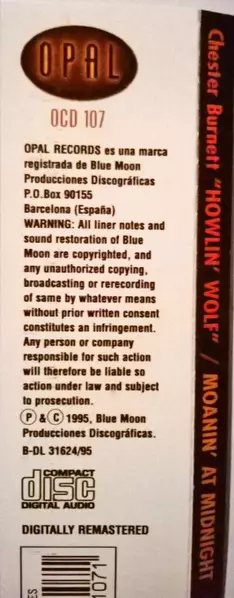 OPAL
OCD 107
OPAL RECORDS es una marca
registrada de Blue Moon
Producciones Discográficas
P.O.Box 90155
Barcelona (España)
WARNING: All liner notes and
sound restoration of Blue
Moon are copyrighted, and
any unauthorized copying,
broadcasting or rerecording
of same by whatever means
without prior written consent
constitutes an infringement.
Any person or company
responsible for such action
will therefore be liable so
action under law and subject
to prosecution.
Ⓟ & Ⓒ 1995, Blue Moon
Producciones Discográficas.
B-DL 31624/95
COMPACT
disc
DIGITAL AUDIO
DIGITALLY REMASTERED
Chester Burnett "HOWLIN' WOLF" / MOANIN' AT MIDNIGHT